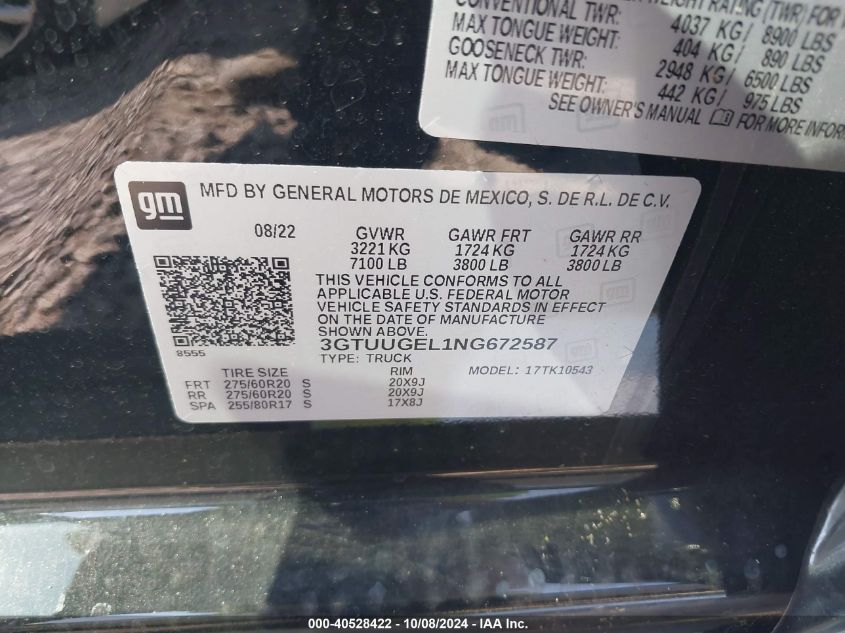 WEIGHT RATING (TWR) FOR
CONVENTIONAL TWR: 4037 KG/ 8900 LBS
MAX TONGUE WEIGHT: 404 KG/ 890 LBS
GOOSENECK TWR: 2948 KG/ 6500 LBS
MAX TONGUE WEIGHT: 442 KG/ 975 LBS
SEE OWNER'S MANUAL FOR MORE INFOR
gm MFD BY GENERAL MOTORS DE MEXICO, S. DE R.L. DE C.V.
08/22 GVWR GAWR FRT GAWR RR
3221 KG 1724 KG 1724 KG
7100 LB 3800 LB 3800 LB
THIS VEHICLE CONFORMS TO ALL
APPLICABLE U.S. FEDERAL MOTOR
VEHICLE SAFETY STANDARDS IN EFFECT
ON THE DATE OF MANUFACTURE
SHOWN ABOVE.
8555 3GTUUGEL1NG672587
TYPE: TRUCK
TIRE SIZE RIM MODEL: 17TK10543
FRT 275/60R20 S 20X9J
RR 275/60R20 S 20X9J
SPA 255/80R17 S 17X8J
000-40528422 - 10/08/2024 - IAA Inc.